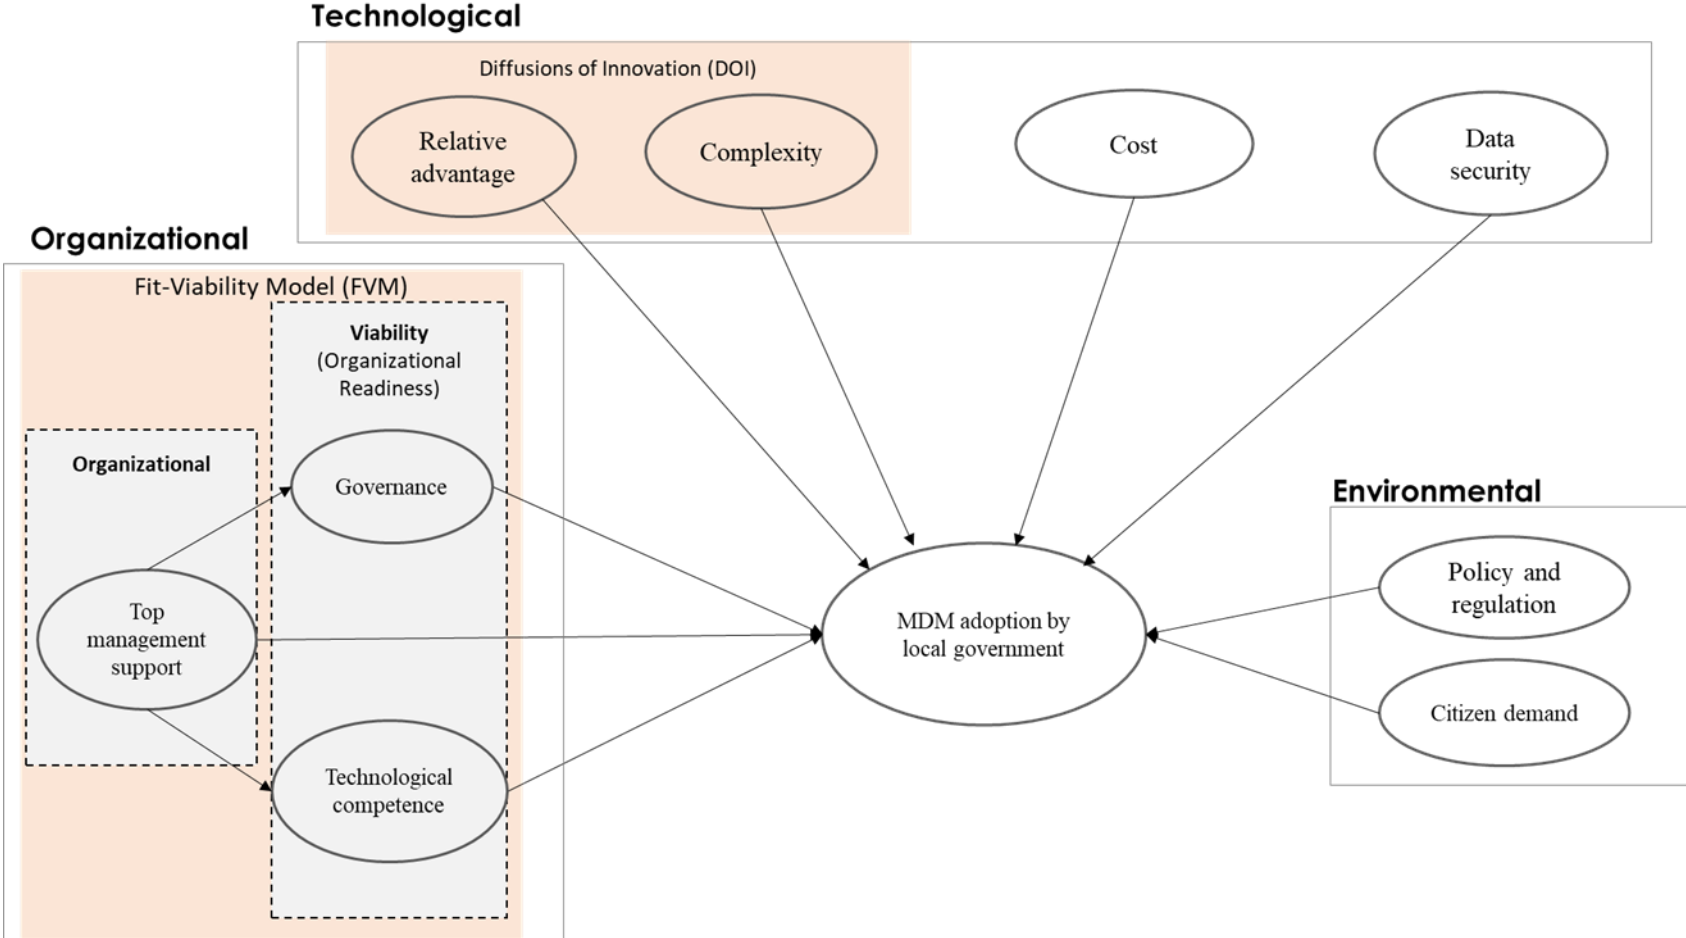 Technological
Diffusions of Innovation (DOI)
Relative
advantage
Complexity
Cost
Data
security
Organizational
Fit-Viability Model (FVM)
Viability
(Organizational
Readiness)
Organizational
Governance
Top
management
support
Technological
competence
MDM adoption by
local government
Environmental
Policy and
regulation
Citizen demand